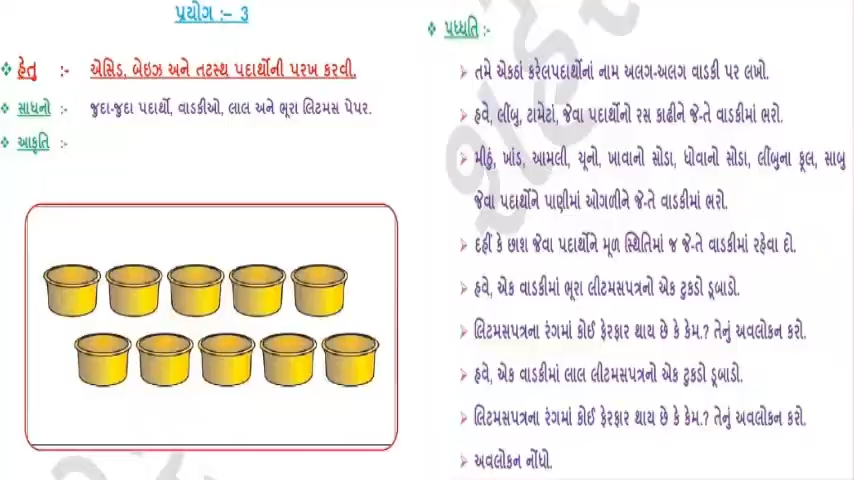 પ્રયોગ :– 3
❖ હેતુ :- એસિડ, બેઇઝ અને તટસ્થ પદાર્થોની પરખ કરવી.
❖ સાધનો :- જુદા-જુદા પદાર્થો, વાડકીઓ, લાલ અને ભૂરા લિટમસ પેપર.
❖ આકૃતિ :-
❖ પધ્ધતિ :-
➢ તમે એકઠાં કરેલપદાર્થોનાં નામ અલગ-અલગ વાડકી પર લખો.
➢ હવે, લીંબુ, ટામેટાં, જેવા પદાર્થોનો રસ કાઢીને જે-તે વાડકીમાં ભરો.
➢ મીઠું, ખાંડ, આમલી, ચૂનો, ખાવાનો સોડા, ધોવાનો સોડા, લીંબુના ફૂલ, સાબુ
જેવા પદાર્થોને પાણીમાં ઓગળીને જે-તે વાડકીમાં ભરો.
➢ દહીં કે છાશ જેવા પદાર્થોને મૂળ સ્થિતિમાં જ જે-તે વાડકીમાં રહેવા દો.
➢ હવે, એક વાડકીમાં ભૂરા લીટમસપત્રનો એક ટુકડો ડૂબાડો.
➢ લિટમસપત્રના રંગમાં કોઈ ફેરફાર થાય છે કે કેમ.? તેનું અવલોકન કરો.
➢ હવે, એક વાડકીમાં લાલ લીટમસપત્રનો એક ટુકડો ડૂબાડો.
➢ લિટમસપત્રના રંગમાં કોઈ ફેરફાર થાય છે કે કેમ.? તેનું અવલોકન કરો.
➢ અવલોકન નોંધો.